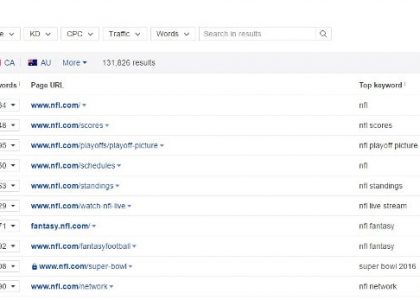 e KD CPC Traffic Words Search in results
CA AU More 131,826 results
words Page URL Top keyword
34 www.nfl.com/ nfl
48 www.nfl.com/scores nfl scores
95 www.nfl.com/playoffs/playoff-picture nfl playoff picture
50 www.nfl.com/schedules nfl
53 www.nfl.com/standings nfl standings
29 www.nfl.com/watch-nfl-live nfl live stream
71 fantasy.nfl.com/ nfl fantasy
92 www.nfl.com/fantasyfootball nfl fantasy
08 www.nfl.com/super-bowl super bowl 2016
90 www.nfl.com/network nfl network